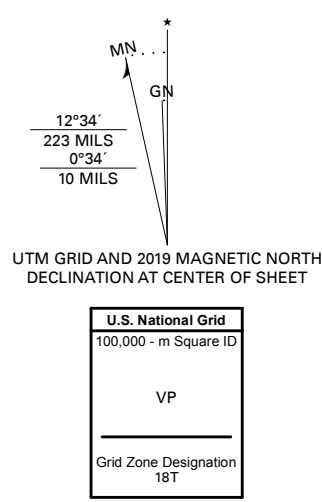 ★
MN
GN
12°34´
223 MILS
0°34´
10 MILS
UTM GRID AND 2019 MAGNETIC NORTH
DECLINATION AT CENTER OF SHEET
U.S. National Grid
100,000 - m Square ID
VP
Grid Zone Designation
18T